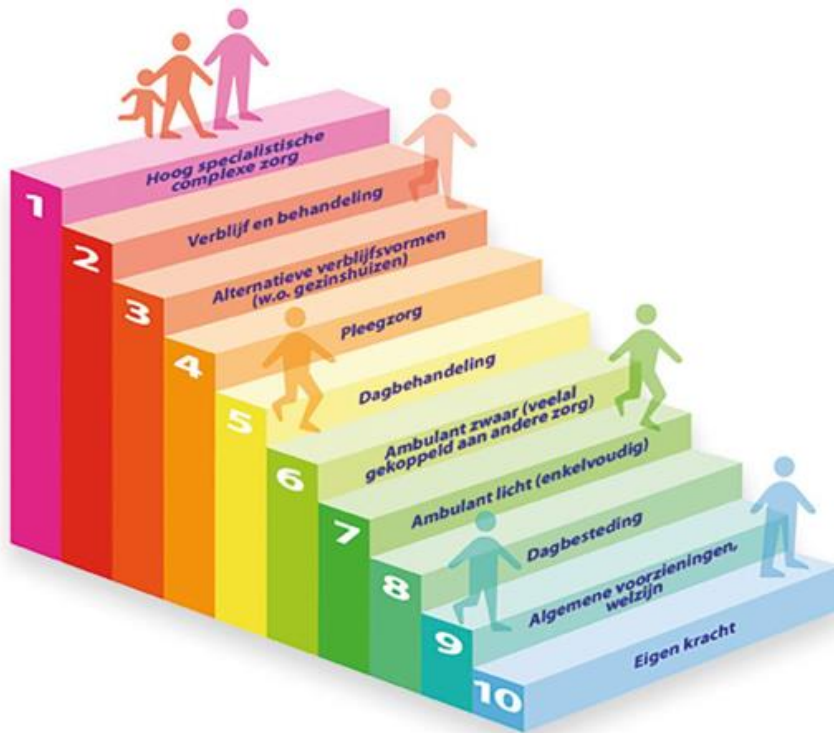 1
Hoog specialistische
complexe zorg
2
Verblijf en behandeling
3
Alternatieve verblijfsvormen
(w.o. gezinshuizen)
4
Pleegzorg
5
Dagbehandeling
6
Ambulant zwaar (veelal
gekoppeld aan andere zorg)
7
Ambulant licht (enkelvoudig)
8
Dagbesteding
9
Algemene voorzieningen,
welzijn
10
Eigen kracht